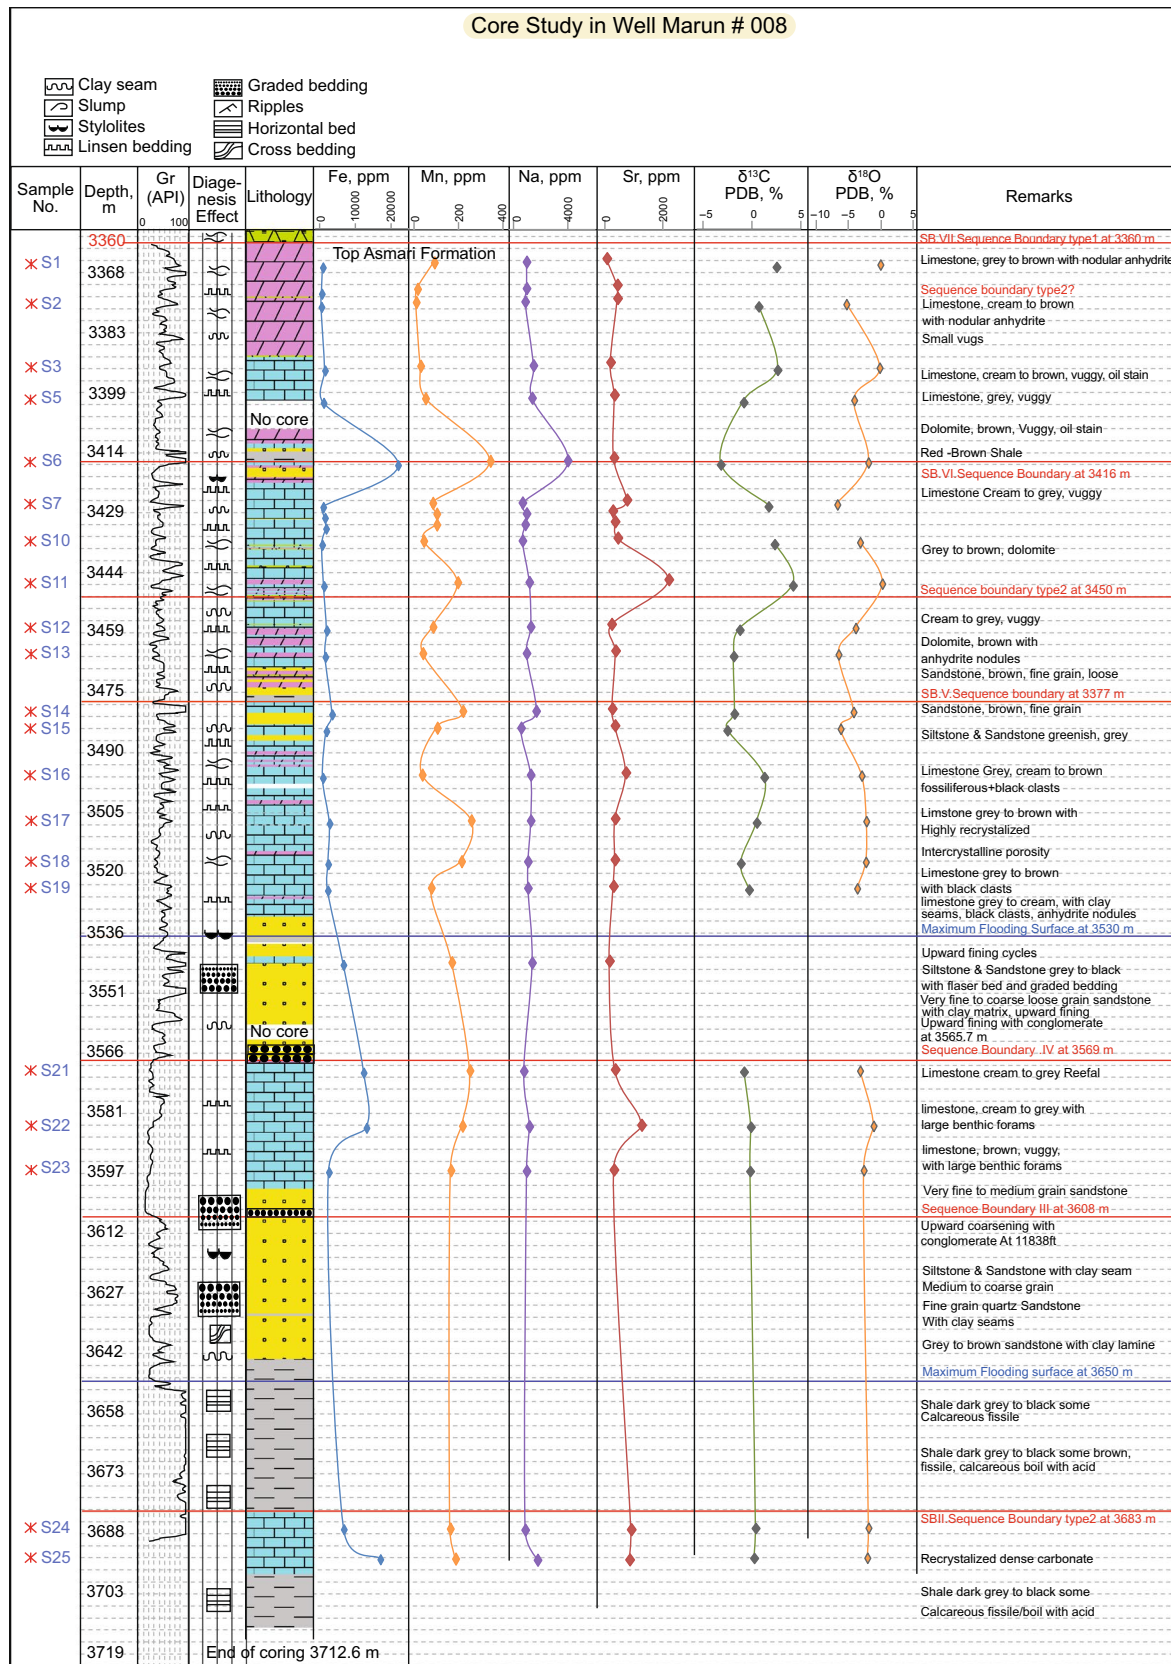 Core Study in Well Marun # 008
Clay seam
Slump
Stylolites
Linsen bedding
Graded bedding
Ripples
Horizontal bed
Cross bedding
Sample No.
Depth, m
Gr (API)
0 100
Diage-
nesis
Effect
Lithology
Fe, ppm
0 10000 20000
Mn, ppm
0 200 400
Na, ppm
0 4000
Sr, ppm
0 2000
δ¹³C
PDB, %
−5 0 5
δ¹⁸O
PDB, %
−10 −5 0 5
Remarks
3360
SB.VII.Sequence Boundary type1 at 3360 m
Top Asmari Formation
S1
3368
Limestone, grey to brown with nodular anhydrite
Sequence boundary type2?
S2
Limestone, cream to brown
with nodular anhydrite
3383
Small vugs
S3
Limestone, cream to brown, vuggy, oil stain
3399
S5
Limestone, grey, vuggy
No core
Dolomite, brown, Vuggy, oil stain
3414
Red -Brown Shale
S6
SB.VI.Sequence Boundary at 3416 m
Limestone Cream to grey, vuggy
S7
3429
S10
Grey to brown, dolomite
3444
S11
Sequence boundary type2 at 3450 m
Cream to grey, vuggy
S12
3459
Dolomite, brown with
anhydrite nodules
S13
Sandstone, brown, fine grain, loose
3475
SB.V.Sequence boundary at 3377 m
S14
Sandstone, brown, fine grain
S15
Siltstone & Sandstone greenish, grey
3490
S16
Limestone Grey, cream to brown
fossiliferous+black clasts
3505
S17
Limstone grey to brown with
Highly recrystalized
Intercrystalline porosity
S18
3520
Limestone grey to brown
with black clasts
S19
limestone grey to cream, with clay
seams, black clasts, anhydrite nodules
3536
Maximum Flooding Surface at 3530 m
Upward fining cycles
Siltstone & Sandstone grey to black
with flaser bed and graded bedding
3551
Very fine to coarse loose grain sandstone
with clay matrix, upward fining
Upward fining with conglomerate
at 3565.7 m
No core
3566
Sequence Boundary .IV at 3569 m
S21
Limestone cream to grey Reefal
3581
limestone, cream to grey with
large benthic forams
S22
limestone, brown, vuggy,
with large benthic forams
S23
3597
Very fine to medium grain sandstone
Sequence Boundary III at 3608 m
3612
Upward coarsening with
conglomerate At 11838ft
Siltstone & Sandstone with clay seam
Medium to coarse grain
3627
Fine grain quartz Sandstone
With clay seams
3642
Grey to brown sandstone with clay lamine
Maximum Flooding surface at 3650 m
3658
Shale dark grey to black some
Calcareous fissile
Shale dark grey to black some brown,
fissile, calcareous boil with acid
3673
SBII.Sequence Boundary type2 at 3683 m
S24
3688
S25
Recrystalized dense carbonate
3703
Shale dark grey to black some
Calcareous fissile/boil with acid
3719
End of coring 3712.6 m